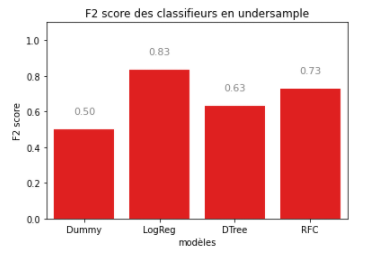 F2 score des classifieurs en undersample
F2 score
1.0
0.8
0.6
0.4
0.2
0.0
0.50
0.83
0.63
0.73
Dummy
LogReg
DTree
RFC
modèles